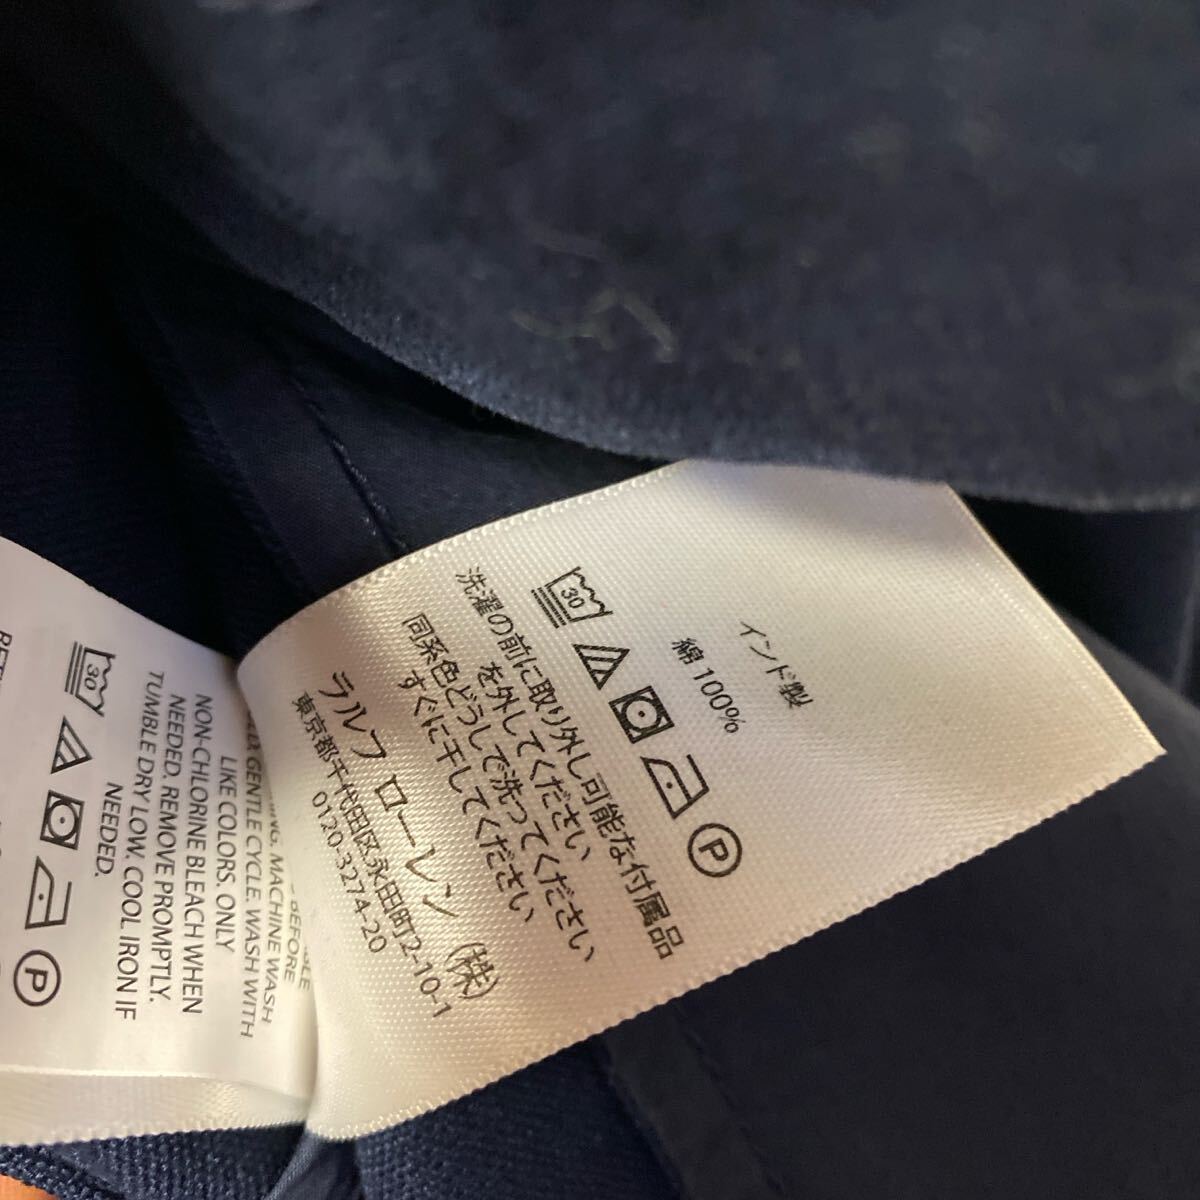 インド製
綿 100%
30
P
洗濯の前に取り外し可能な付属品
を外してください
同系色どうしで洗ってください
すぐに干してください
ラルフ ローレン (株)
東京都千代田区永田町2-10-1
0120-3274-20
BEFORE
MACHINE WASH
GENTLE CYCLE. WASH WITH
LIKE COLORS. ONLY
NON-CHLORINE BLEACH WHEN
NEEDED. REMOVE PROMPTLY.
TUMBLE DRY LOW. COOL IRON IF
NEEDED.
30
P